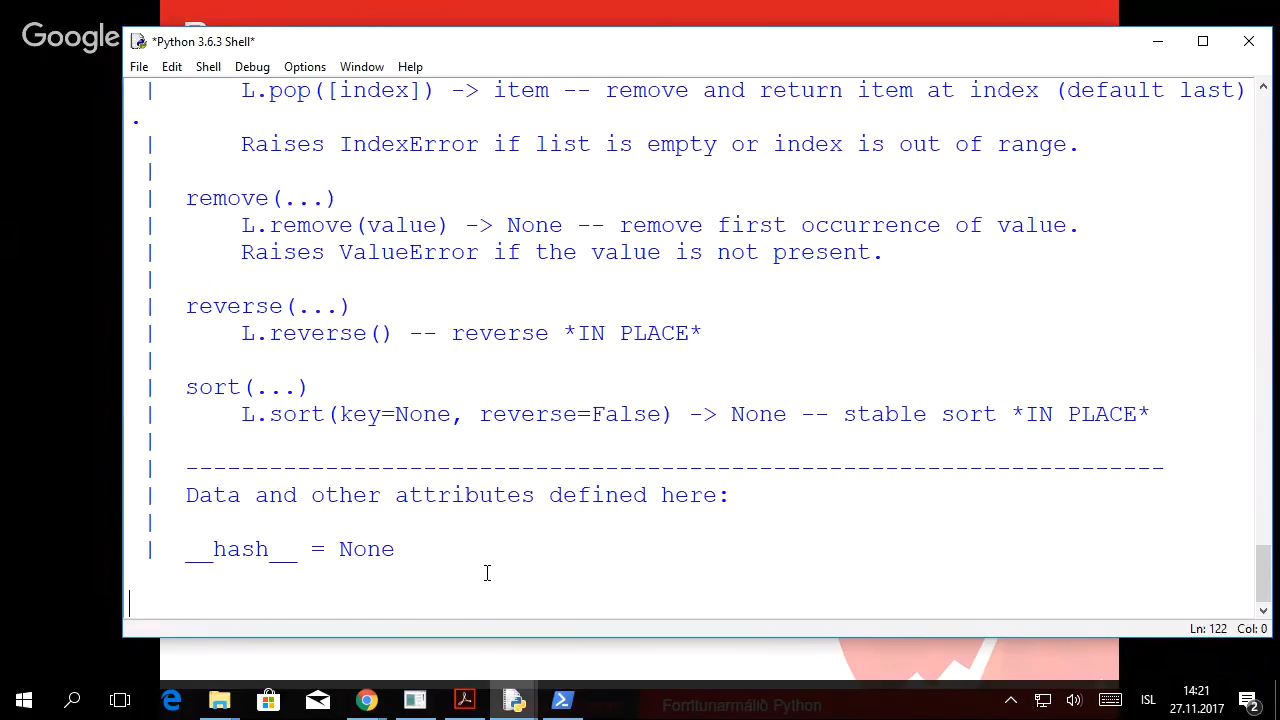 Google
*Python 3.6.3 Shell*
File Edit Shell Debug Options Window Help
| L.pop([index]) -> item -- remove and return item at index (default last)
.
| Raises IndexError if list is empty or index is out of range.
|
| remove(...)
| L.remove(value) -> None -- remove first occurrence of value.
| Raises ValueError if the value is not present.
|
| reverse(...)
| L.reverse() -- reverse *IN PLACE*
|
| sort(...)
| L.sort(key=None, reverse=False) -> None -- stable sort *IN PLACE*
|
| ----------------------------------------------------------------------
| Data and other attributes defined here:
|
| __hash__ = None
Ln: 122 Col: 0
Forritunarmálið Python
ISL
14:21
27.11.2017
2